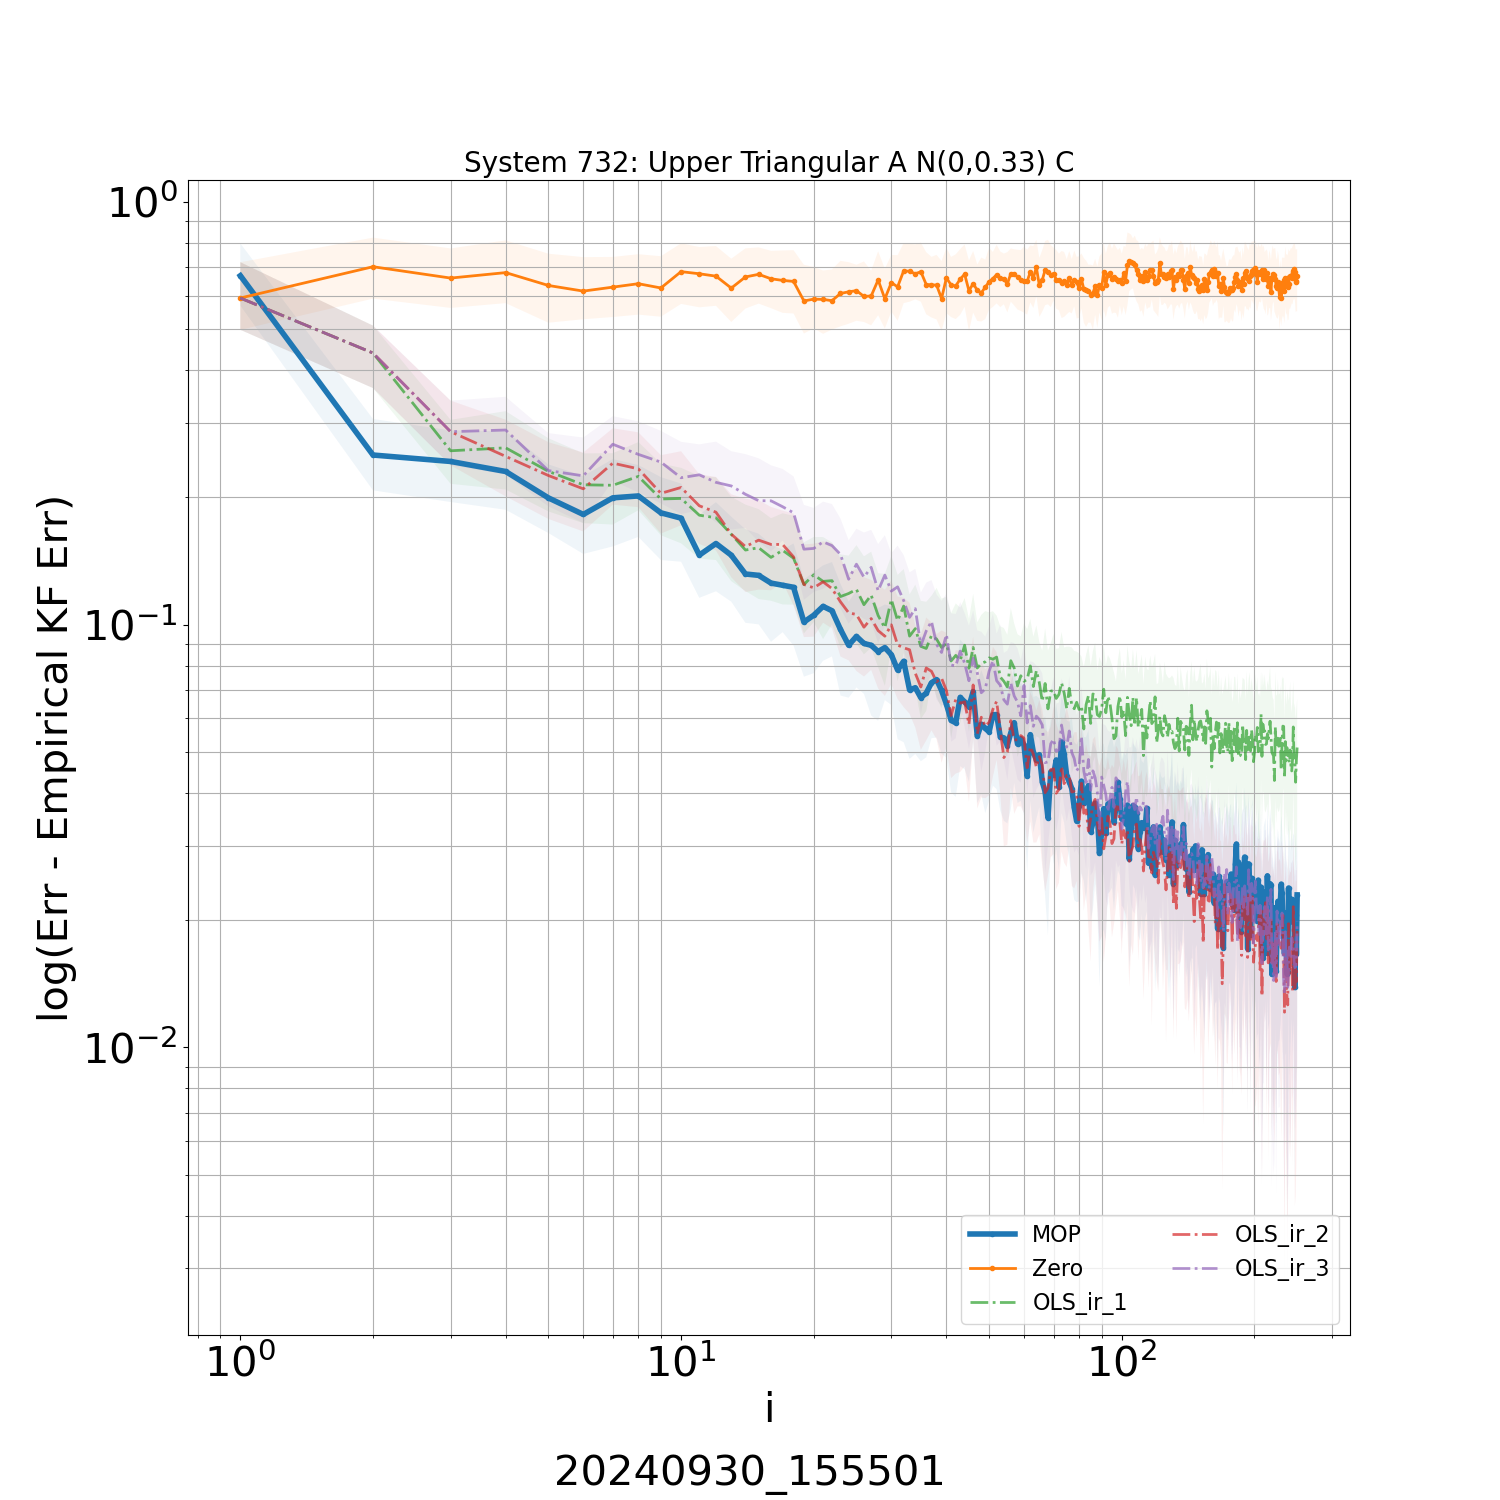 System 732: Upper Triangular A N(0,0.33) C
log(Err - Empirical KF Err)
10⁰
10⁻¹
10⁻²
MOP
Zero
OLS_ir_1
OLS_ir_2
OLS_ir_3
10⁰ 10¹ 10²
i
20240930_155501